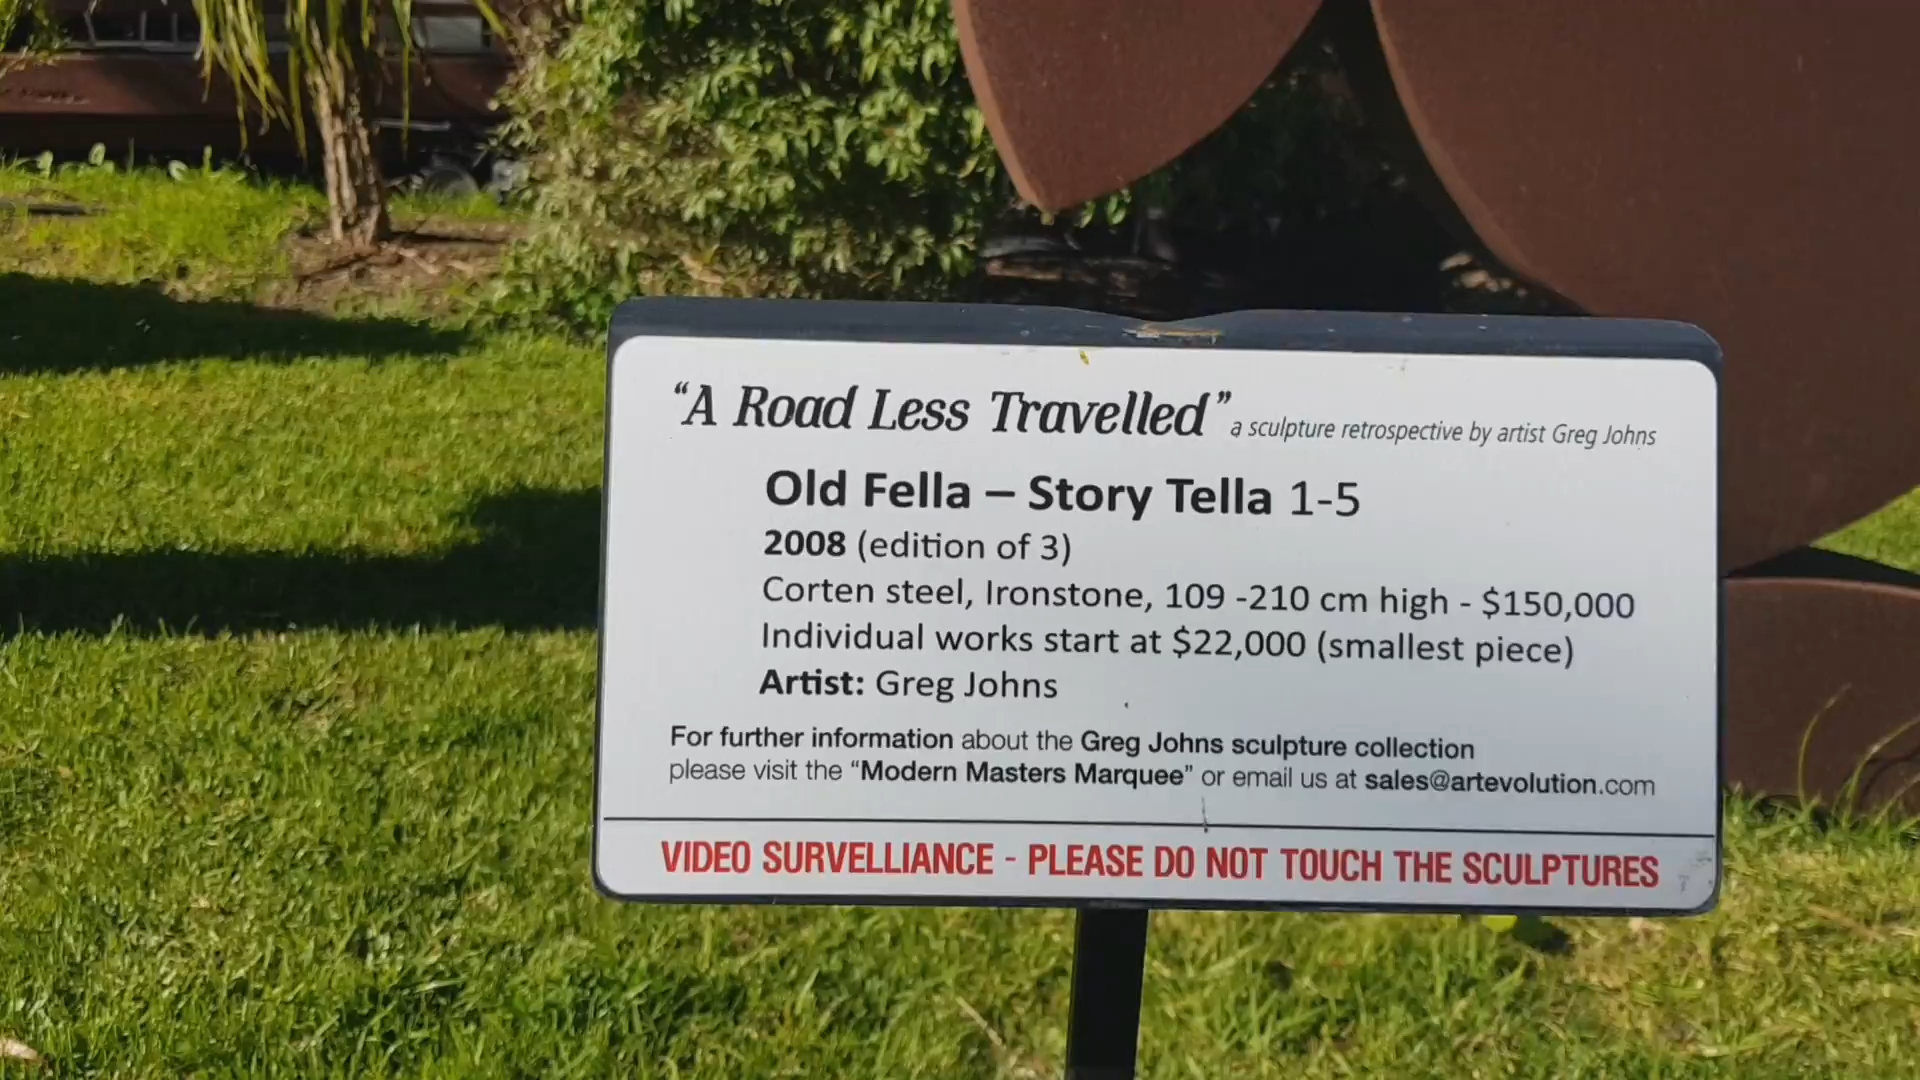 “A Road Less Travelled” a sculpture retrospective by artist Greg Johns
Old Fella – Story Tella 1-5
2008 (edition of 3)
Corten steel, Ironstone, 109 -210 cm high - $150,000
Individual works start at $22,000 (smallest piece)
Artist: Greg Johns
For further information about the Greg Johns sculpture collection
please visit the “Modern Masters Marquee” or email us at sales@artevolution.com
VIDEO SURVELLIANCE - PLEASE DO NOT TOUCH THE SCULPTURES